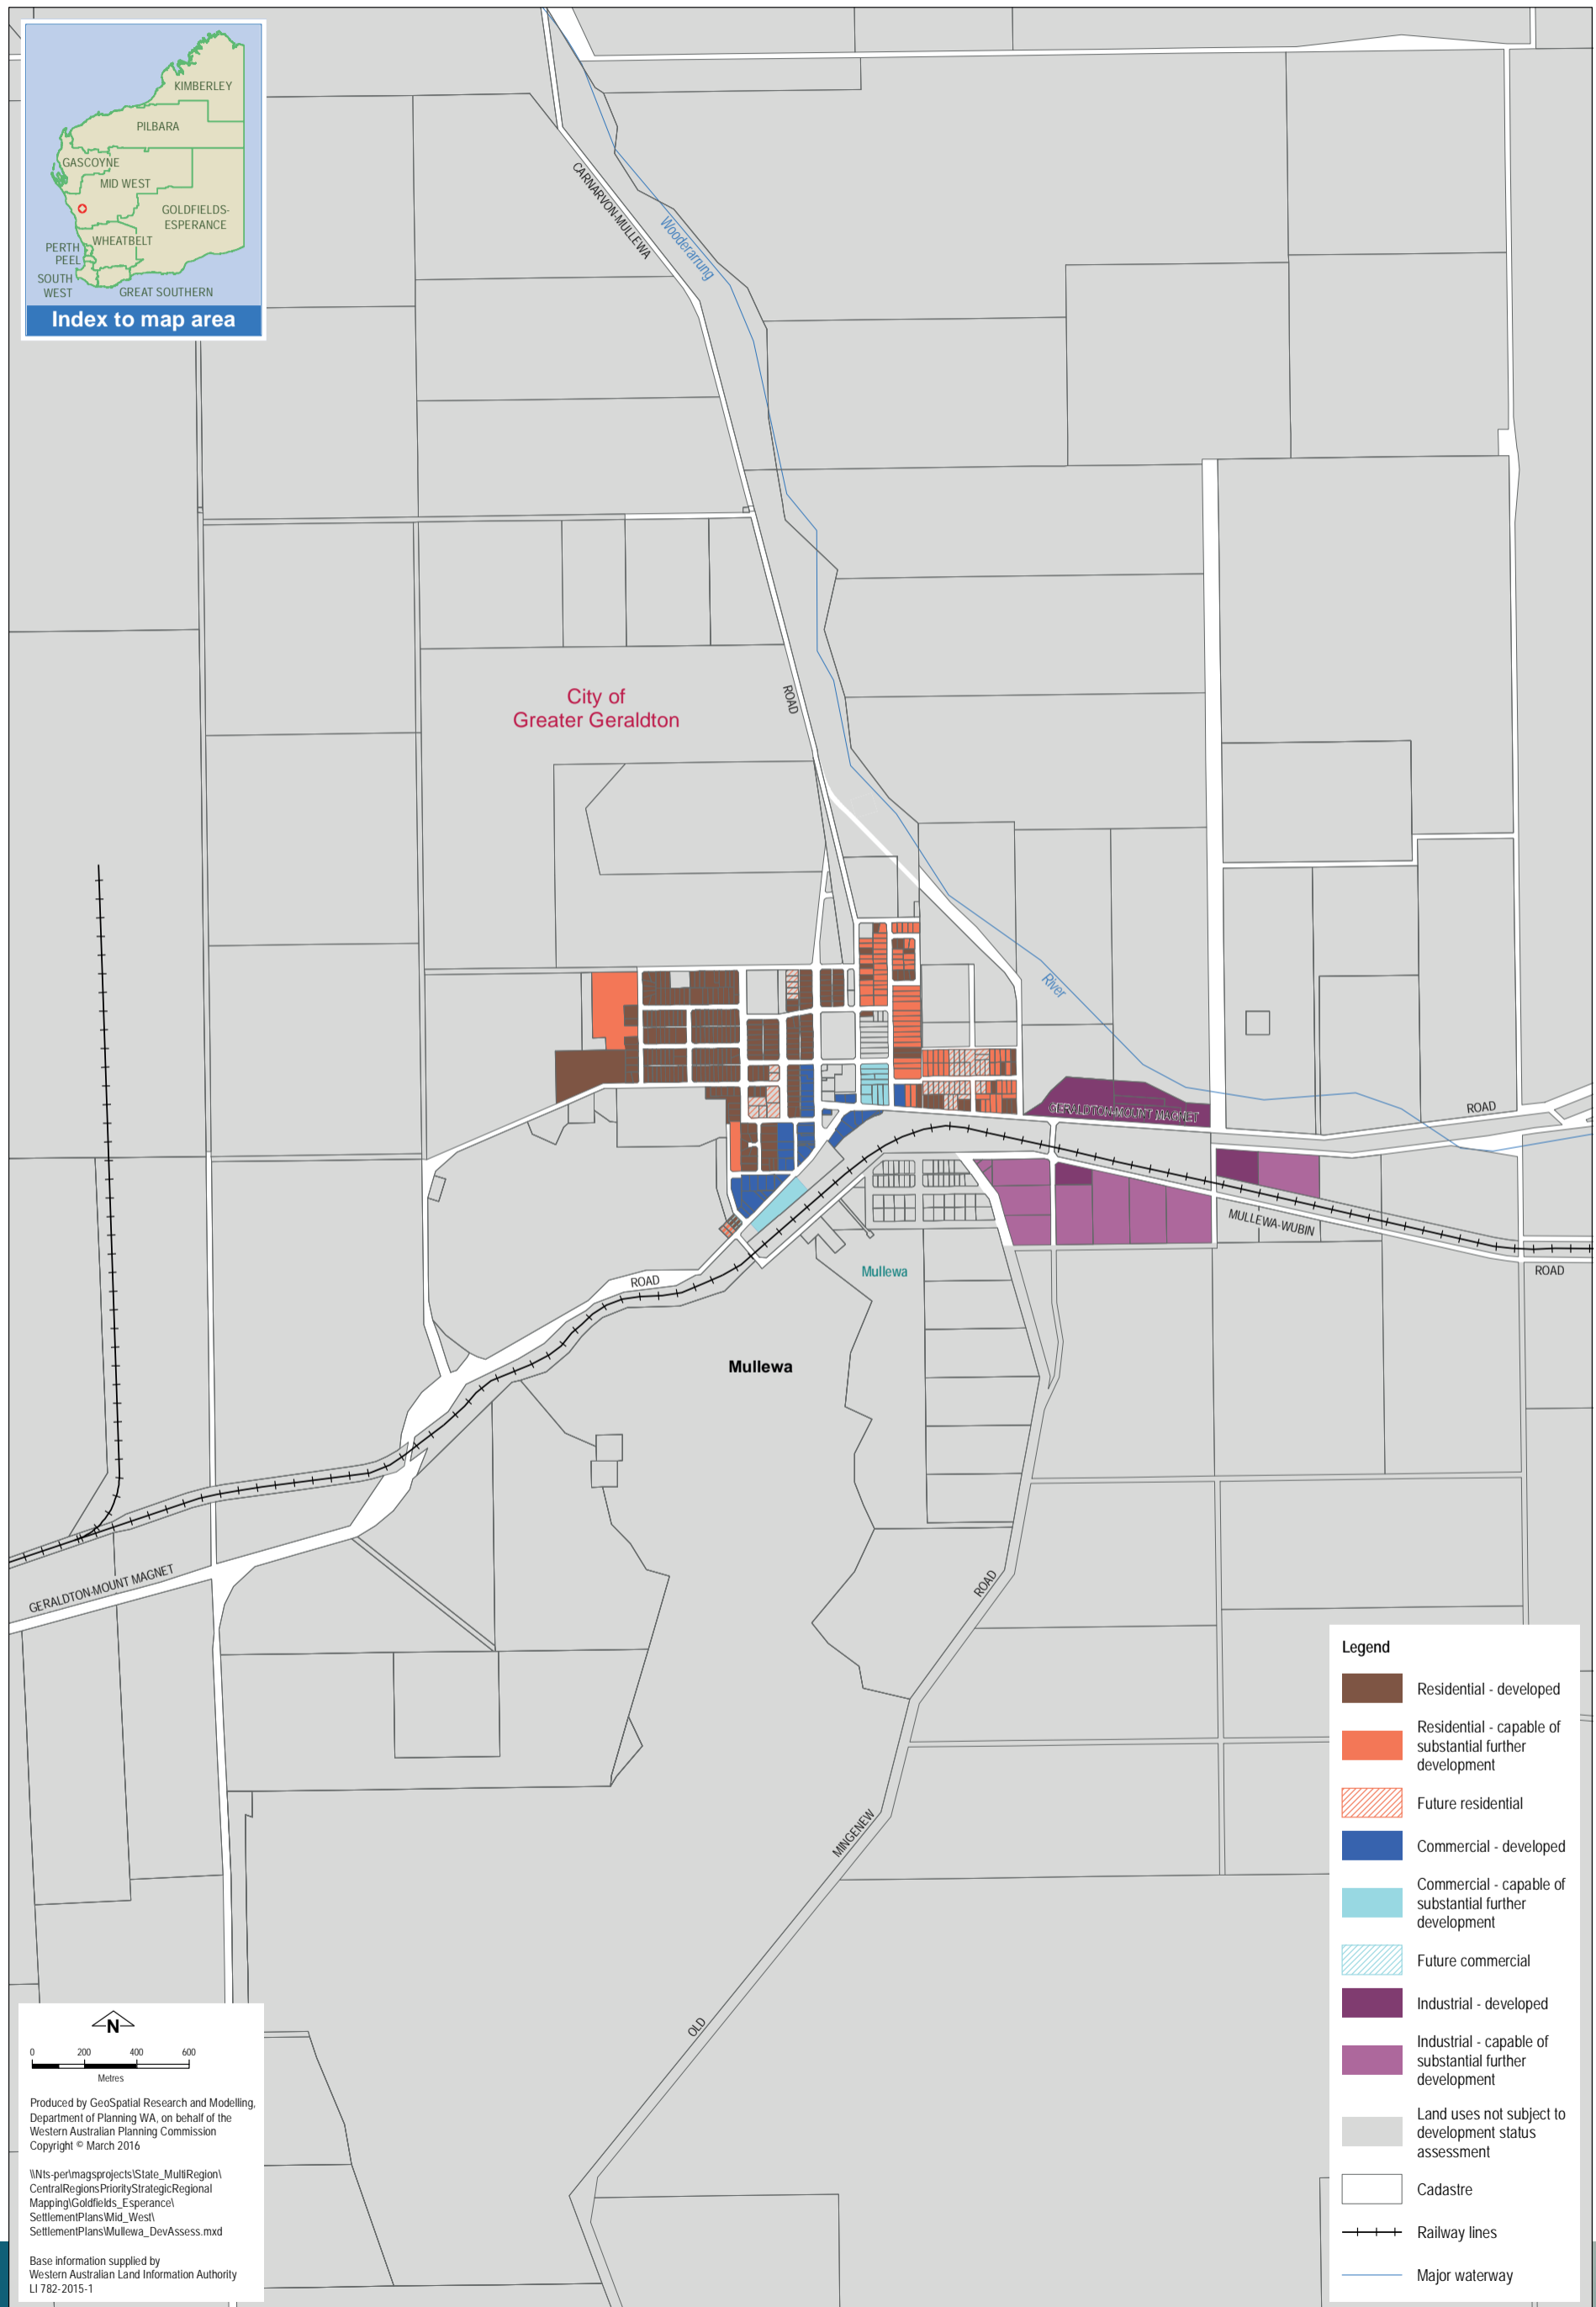 KIMBERLEY
PILBARA
GASCOYNE
MID WEST
GOLDFIELDS-
ESPERANCE
WHEATBELT
PERTH
PEEL
SOUTH
WEST
GREAT SOUTHERN
Index to map area
CARNARVON-MULLEWA
Wooderarrung
ROAD
City of
Greater Geraldton
River
GERALDTON-MOUNT MAGNET
ROAD
MULLEWA-WUBIN
ROAD
Mullewa
ROAD
Mullewa
GERALDTON-MOUNT MAGNET
ROAD
MINGENEW
OLD
Legend
Residential - developed
Residential - capable of
substantial further
development
Future residential
Commercial - developed
Commercial - capable of
substantial further
development
Future commercial
Industrial - developed
Industrial - capable of
substantial further
development
Land uses not subject to
development status
assessment
Cadastre
Railway lines
Major waterway
N
0 200 400 600
Metres
Produced by GeoSpatial Research and Modelling,
Department of Planning WA, on behalf of the
Western Australian Planning Commission
Copyright © March 2016
\\Nts-per\magsprojects\State_MultiRegion\
CentralRegionsPriorityStrategicRegional
Mapping\Goldfields_Esperance\
SettlementPlans\Mid_West\
SettlementPlans\Mullewa_DevAssess.mxd
Base information supplied by
Western Australian Land Information Authority
LI 782-2015-1